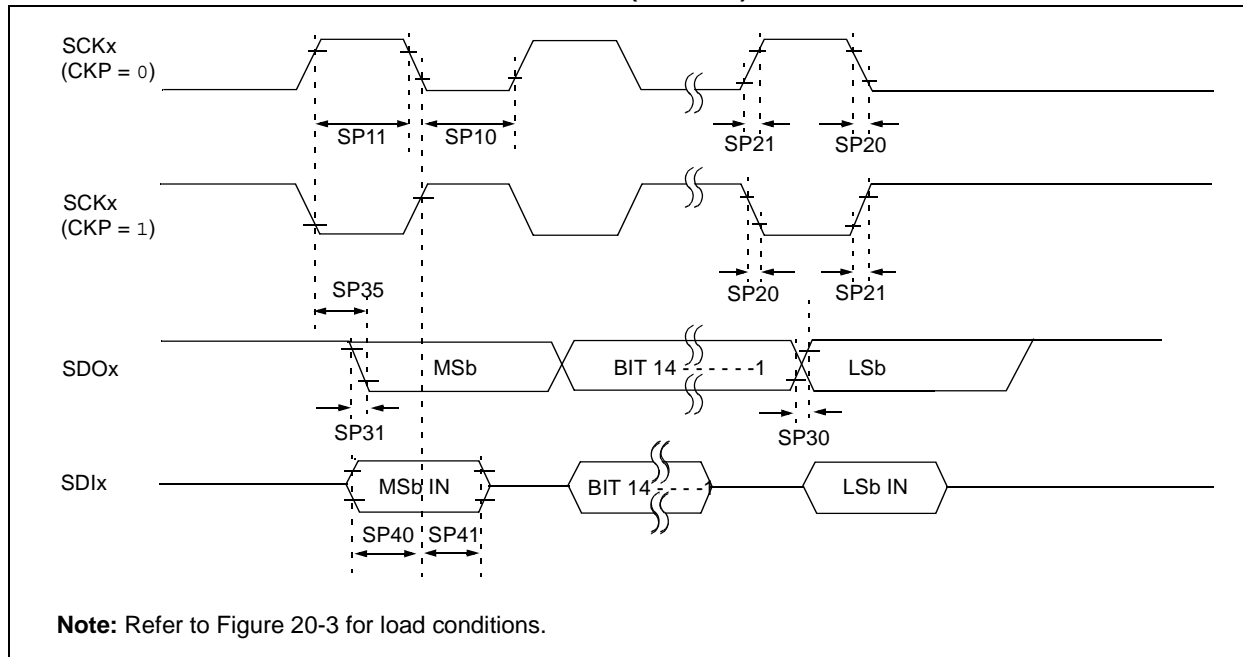 SCKx
(CKP = 0)
SP11
SP10
SP21
SP20
SCKx
(CKP = 1)
SP35
SP20
SP21
SDOx
MSb
BIT 14 - - - - - -1
LSb
SP31
SP30
SDIx
MSb IN
BIT 14 - - - -1
LSb IN
SP40
SP41
Note: Refer to Figure 20-3 for load conditions.